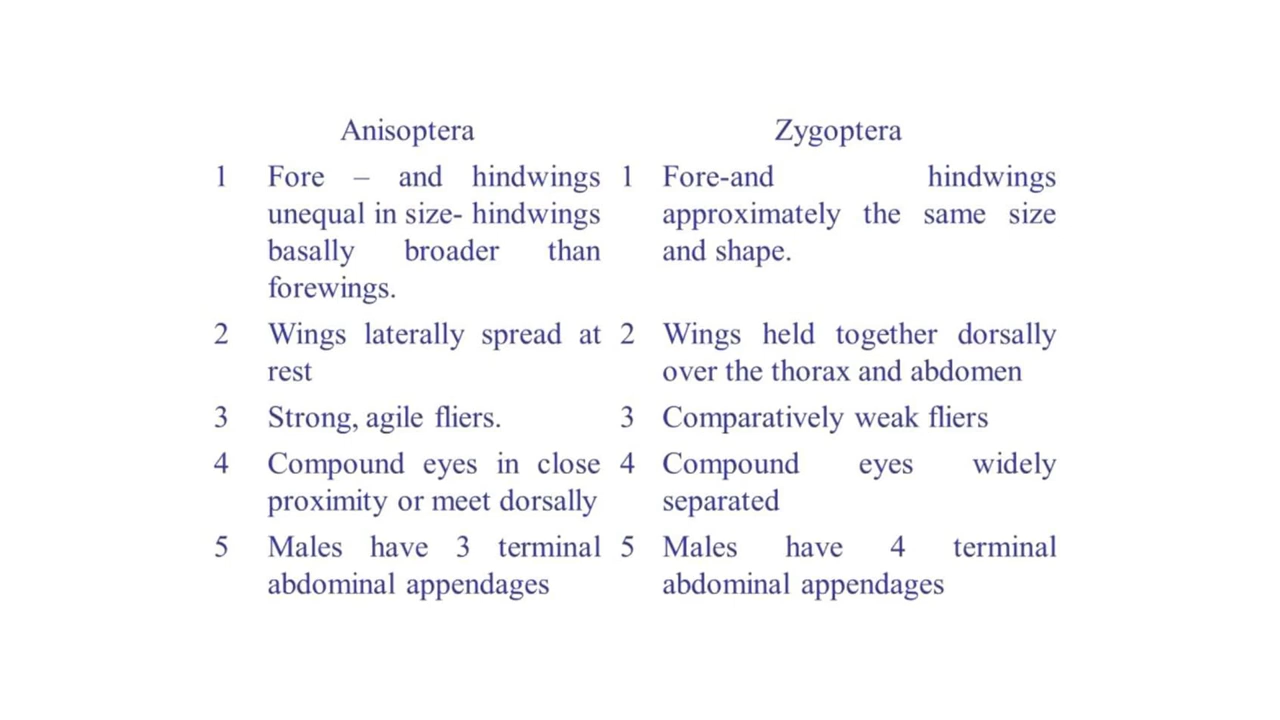 Anisoptera
Zygoptera
1 Fore – and hindwings
unequal in size- hindwings
basally broader than
forewings.
1 Fore-and hindwings
approximately the same size
and shape.
2 Wings laterally spread at
rest
2 Wings held together dorsally
over the thorax and abdomen
3 Strong, agile fliers.
3 Comparatively weak fliers
4 Compound eyes in close
proximity or meet dorsally
4 Compound eyes widely
separated
5 Males have 3 terminal
abdominal appendages
5 Males have 4 terminal
abdominal appendages